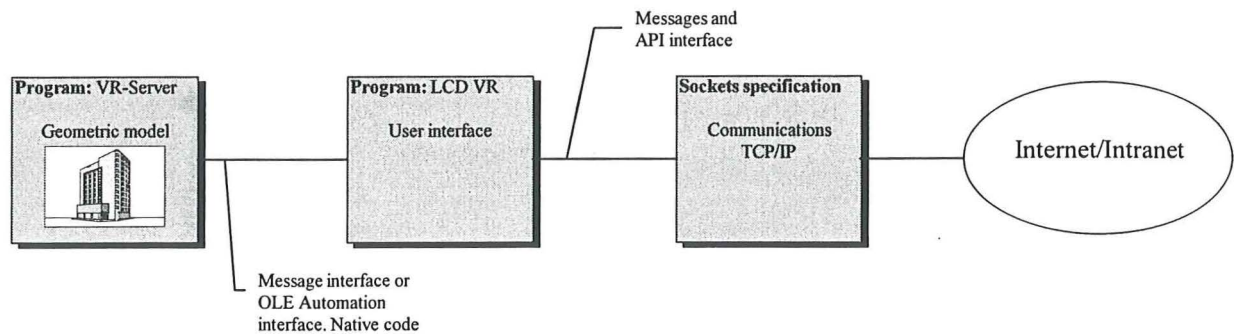 Messages and
API interface
Program: VR-Server
Geometric model
Program: LCD VR
User interface
Sockets specification
Communications
TCP/IP
Internet/Intranet
Message interface or
OLE Automation
interface. Native code